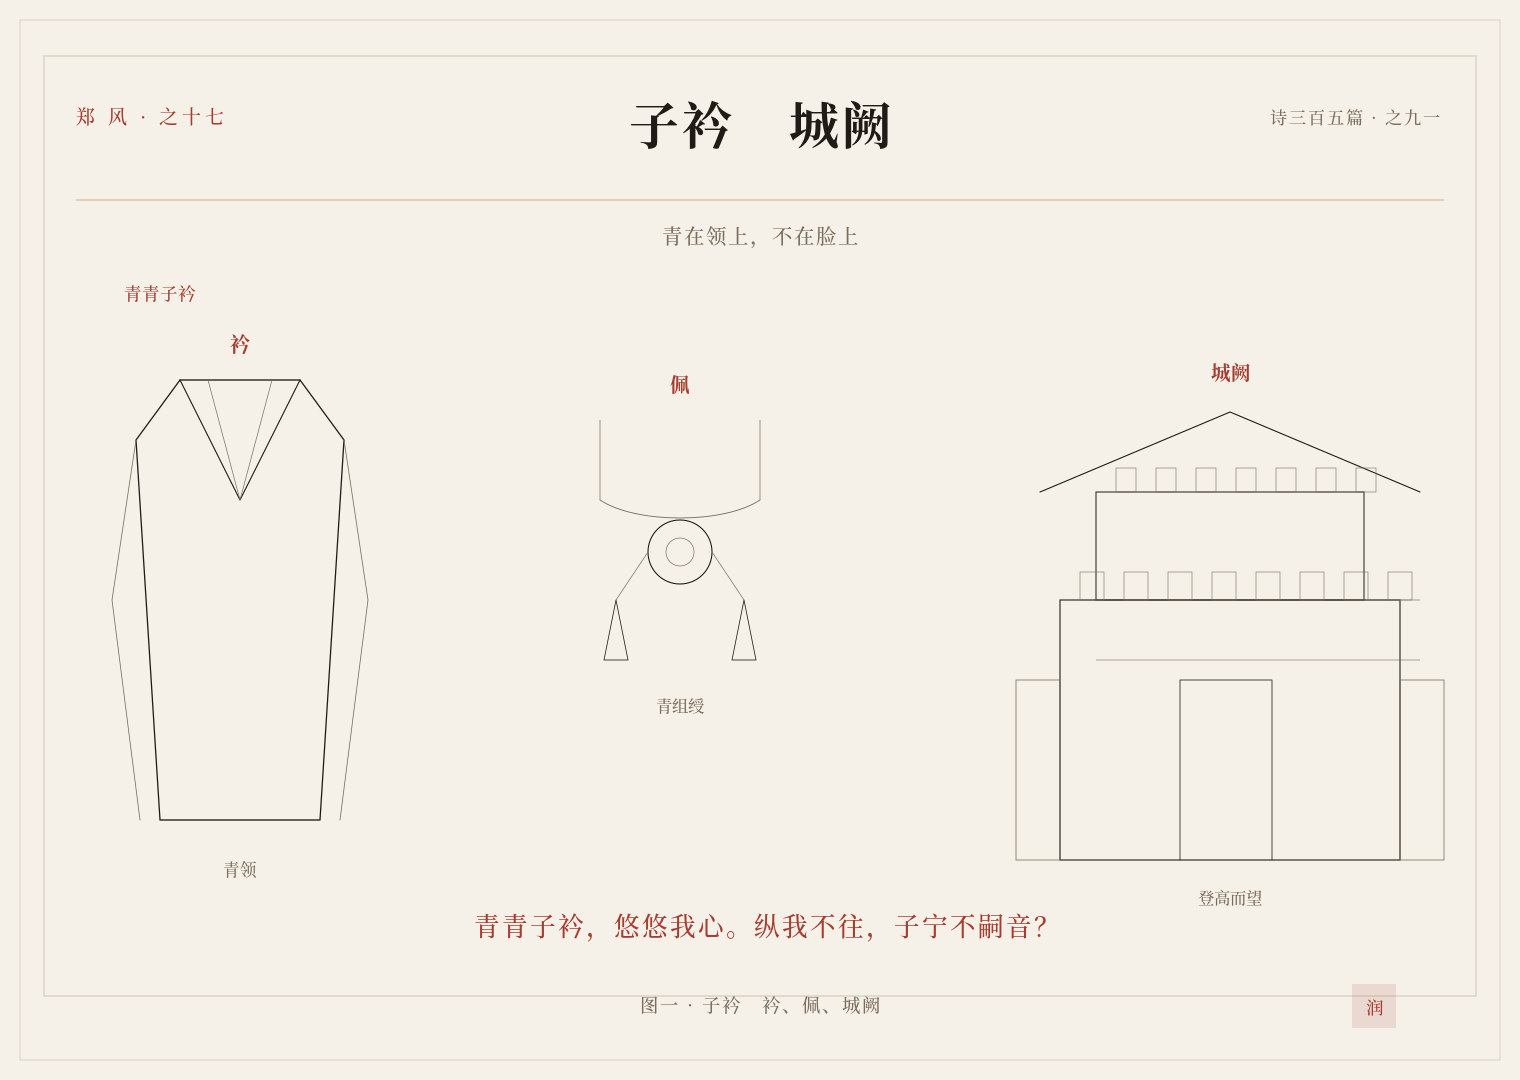 郑 风 · 之十七
子衿　城阙
诗三百五篇 · 之九一
青在领上，不在脸上
青青子衿
衿
佩
城阙
青组绶
青领
登高而望
青青子衿，悠悠我心。纵我不往，子宁不嗣音？
图一 · 子衿　衿、佩、城阙
润